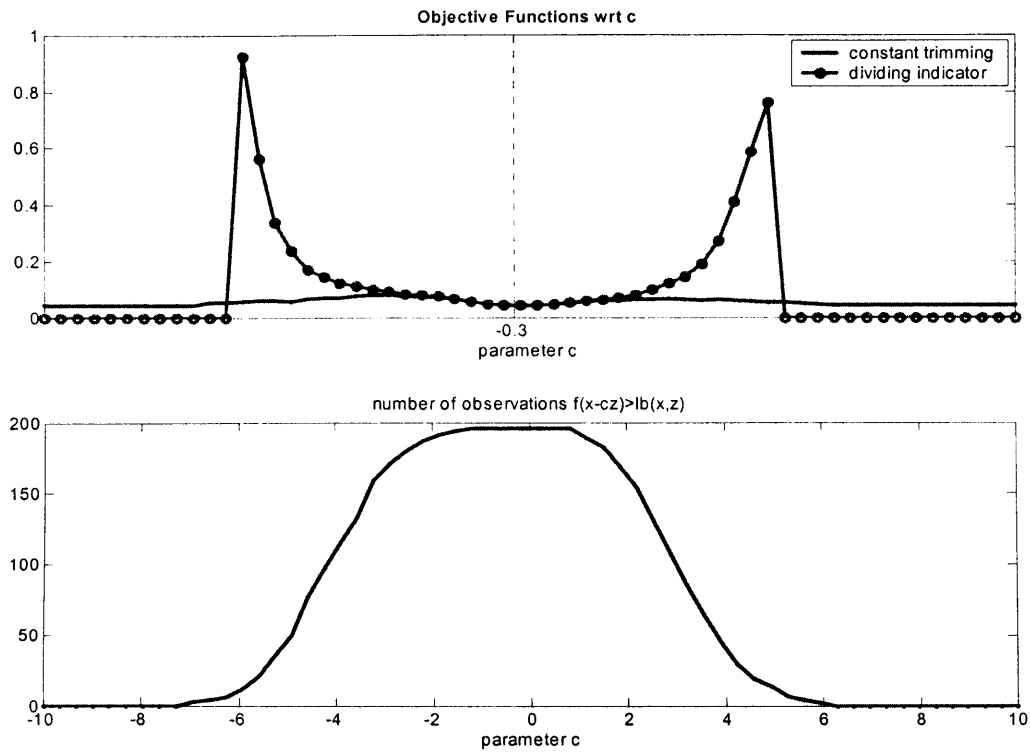 Objective Functions wrt c
1
0.8
0.6
0.4
0.2
0
constant trimming
dividing indicator
-0.3
parameter c
number of observations f(x-cz)>lb(x,z)
200
150
100
50
0
-10 -8 -6 -4 -2 0 2 4 6 8 10
parameter c